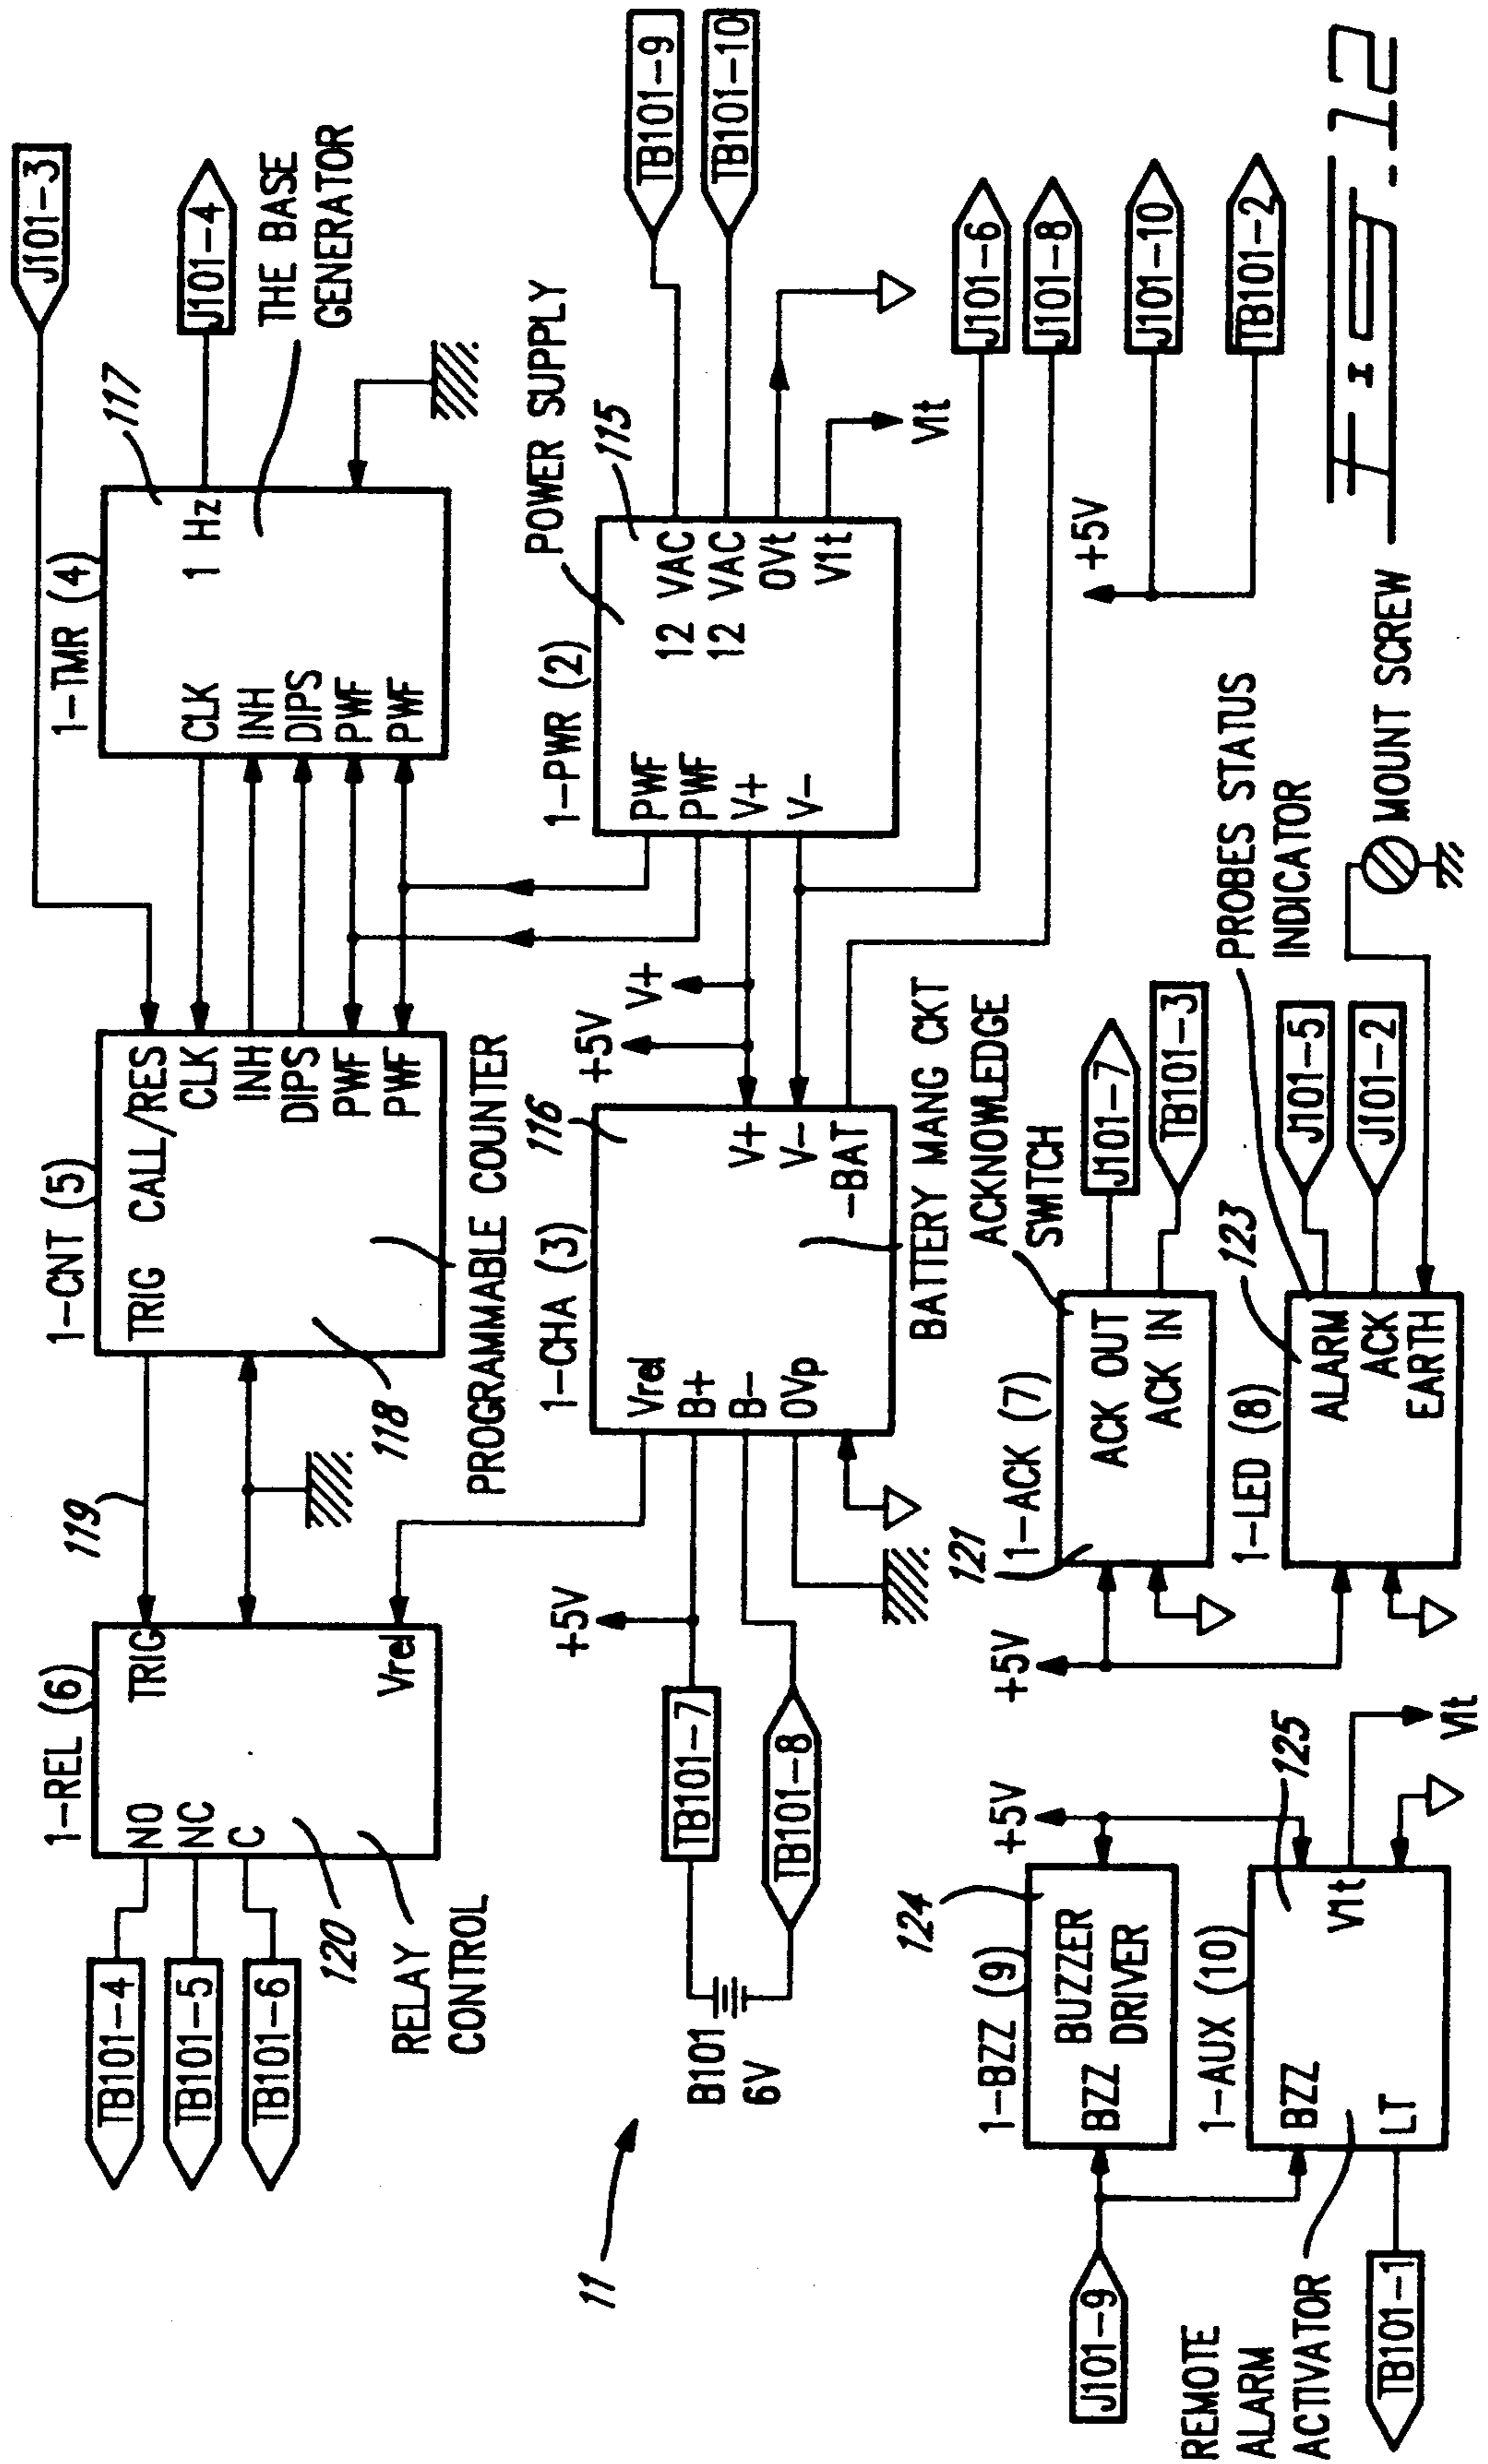 J101-3
1-REL (6)
119
1-CNT (5)
1-TMR (4)
117
TB101-4
NO
TRIG
TRIG
CALL/RES
CLK
1 Hz
J101-4
TB101-5
NC
CLK
INH
THE BASE
GENERATOR
TB101-6
C
INH
DIPS
DIPS
PWF
PWF
PWF
PWF
Vrel
120
118
RELAY
CONTROL
PROGRAMMABLE COUNTER
POWER SUPPLY
1-CHA (3)
116
1-PWR (2)
115
+5V
+5V
V+
TB101-9
Vrel
PWF
12 VAC
TB101-7
B+
PWF
12 VAC
TB101-10
B101
6V
B-
V+
V+
0Vt
TB101-8
OVp
V-
V-
V1t
-BAT
V1t
BATTERY MANG CKT
J101-6
J101-8
11
ACKNOWLEDGE
SWITCH
124
+5V
+5V
121
1-ACK (7)
+5V
1-BZZ (9)
BUZZER
DRIVER
ACK OUT
J101-7
J101-10
J101-9
BZZ
ACK IN
TB101-3
TB101-2
REMOTE
ALARM
ACTIVATOR
1-AUX (10)
125
1-LED (8)
123
PROBES STATUS
INDICATOR
BZZ
V1t
ALARM
J101-5
TB101-1
LT
ACK
J101-2
EARTH
V1t
MOUNT SCREW
FIG.-12